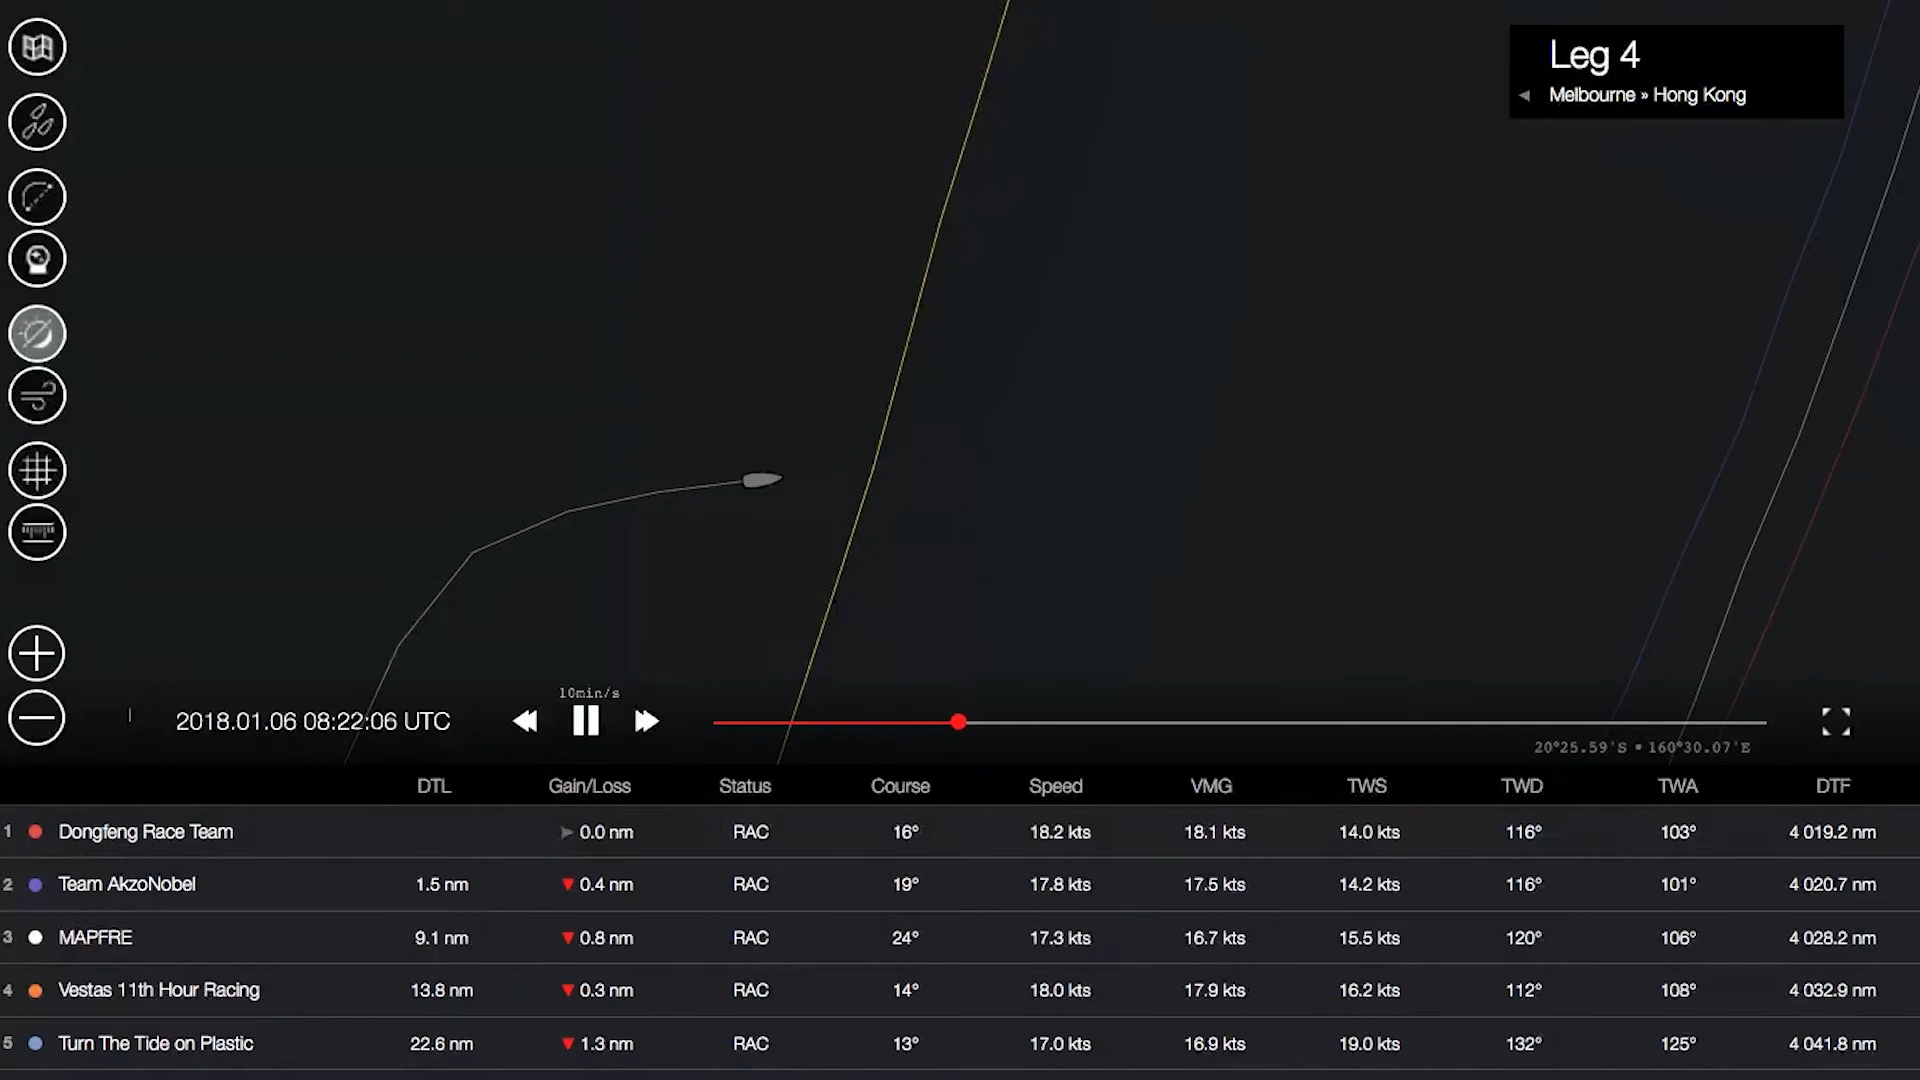 Leg 4
Melbourne » Hong Kong
10min/s
2018.01.06 08:22:06 UTC
20°25.59'S • 160°30.07'E
DTL Gain/Loss Status Course Speed VMG TWS TWD TWA DTF
1 Dongfeng Race Team 0.0 nm RAC 16° 18.2 kts 18.1 kts 14.0 kts 116° 103° 4 019.2 nm
2 Team AkzoNobel 1.5 nm 0.4 nm RAC 19° 17.8 kts 17.5 kts 14.2 kts 116° 101° 4 020.7 nm
3 MAPFRE 9.1 nm 0.8 nm RAC 24° 17.3 kts 16.7 kts 15.5 kts 120° 106° 4 028.2 nm
4 Vestas 11th Hour Racing 13.8 nm 0.3 nm RAC 14° 18.0 kts 17.9 kts 16.2 kts 112° 108° 4 032.9 nm
5 Turn The Tide on Plastic 22.6 nm 1.3 nm RAC 13° 17.0 kts 16.9 kts 19.0 kts 132° 125° 4 041.8 nm